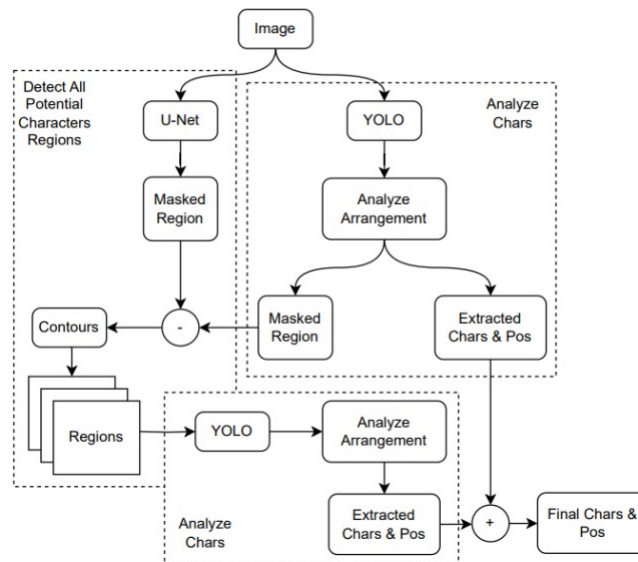 Image
Detect All
Potential
Characters
Regions
U-Net
YOLO
Analyze
Chars
Masked
Region
Analyze
Arrangement
Contours
-
Masked
Region
Extracted
Chars & Pos
Regions
YOLO
Analyze
Arrangement
Analyze
Chars
Extracted
Chars & Pos
+
Final Chars &
Pos